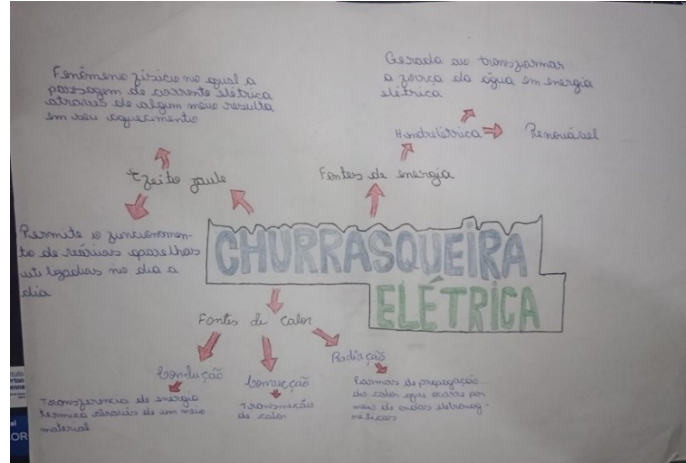 Fenômeno físico no qual a
passagem de corrente elétrica
através de algum meio resulta
em seu aquecimento
Gerada ao transformar
a força da água em energia
elétrica
Hidrelétrica
Renovável
Efeito joule
Fontes de energia
Permite o funcionamen-
to de vários aparelhos
utilizados no dia a
dia
CHURRASQUEIRA
ELÉTRICA
Fontes de calor
Condução
Convecção
Radiação
Transferencia de energia
térmica através de um meio
material
Transmissão
de calor
Formas de propagação
do calor que ocorre por
meio de ondas eletromag-
néticas